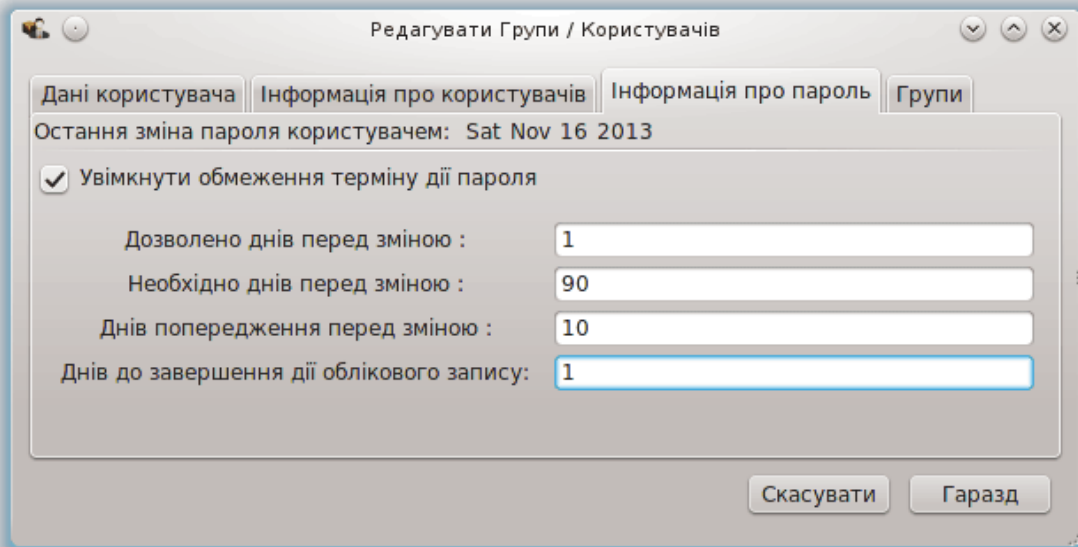 Редагувати Групи / Користувачів
Дані користувача Інформація про користувачів Інформація про пароль Групи
Остання зміна пароля користувачем: Sat Nov 16 2013
Увімкнути обмеження терміну дії пароля
Дозволено днів перед зміною : 1
Необхідно днів перед зміною : 90
Днів попередження перед зміною : 10
Днів до завершення дії облікового запису: 1
Скасувати Гаразд